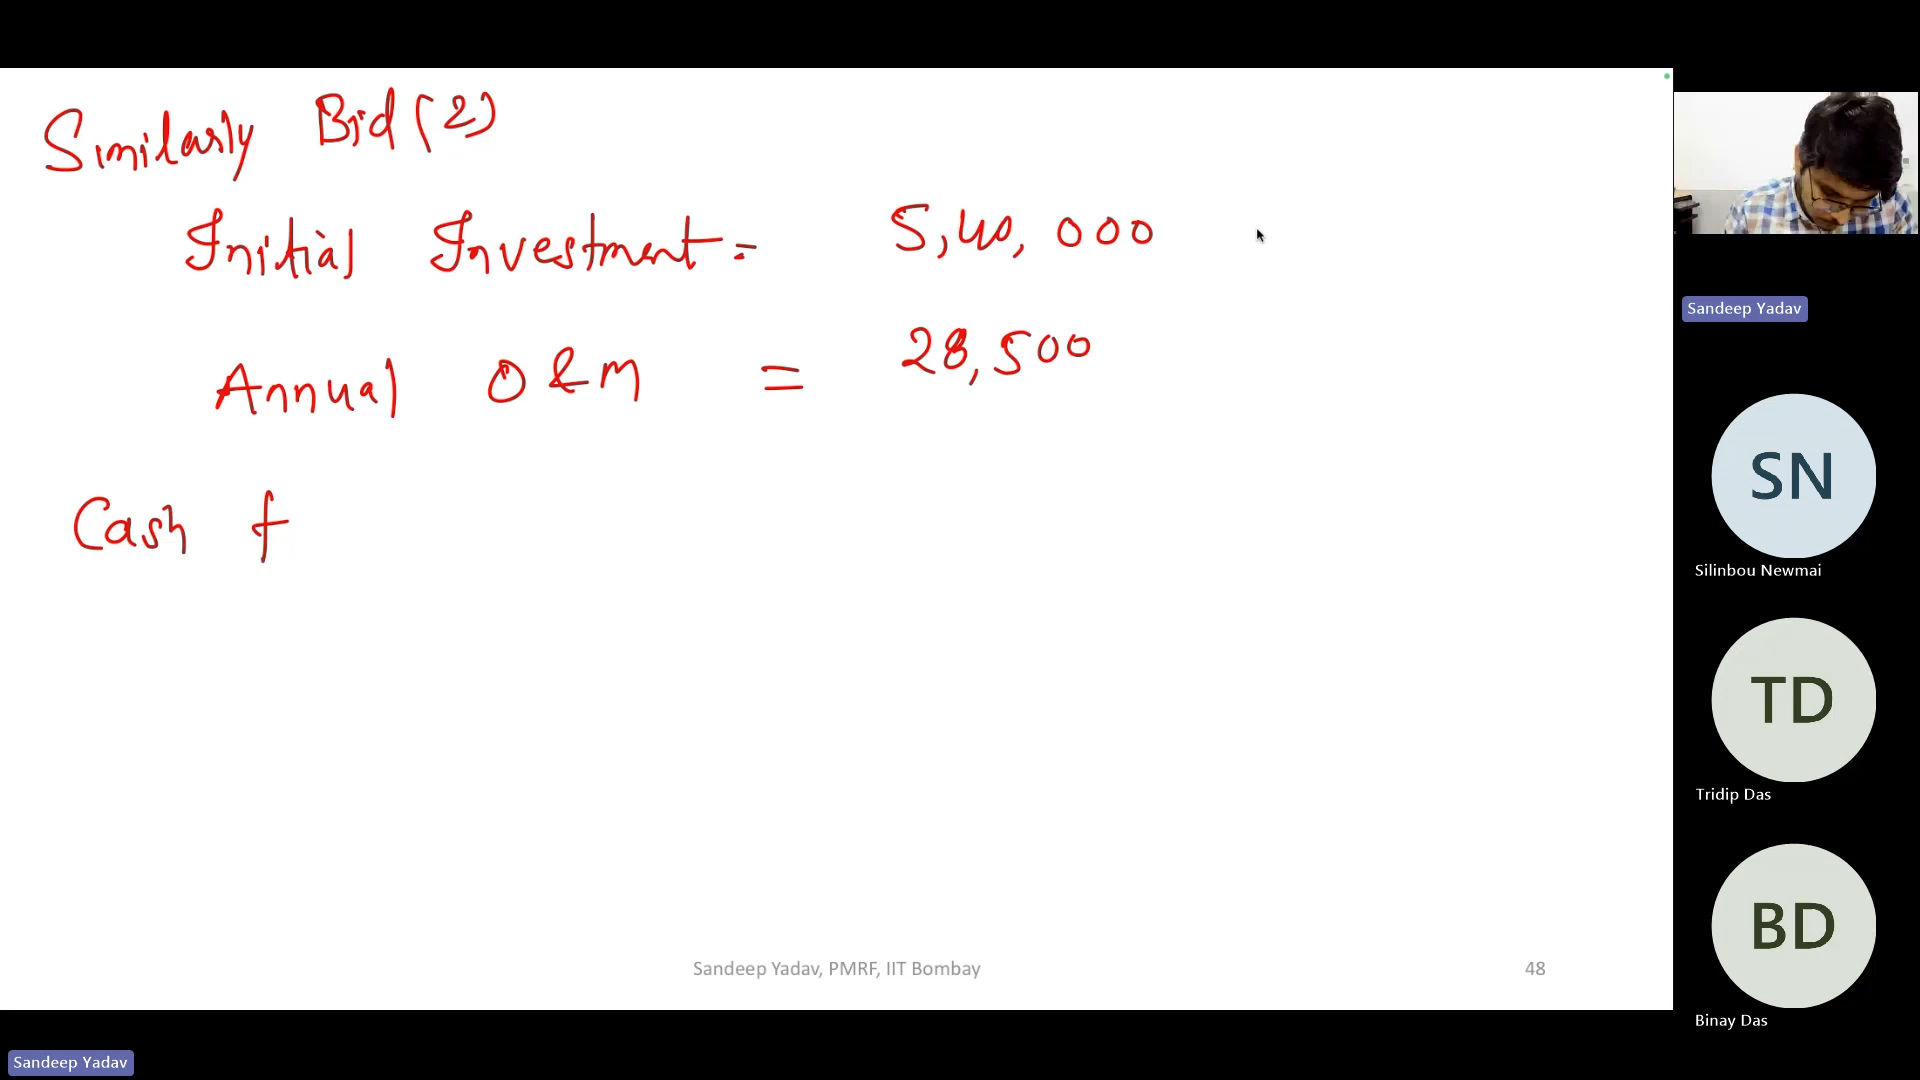 Similarly Bid (2)
Initial Investment = 5,40,000
Annual O&M = 28,500
Cash f
Sandeep Yadav, PMRF, IIT Bombay
48
Sandeep Yadav
SN
Silinbou Newmai
TD
Tridip Das
BD
Binay Das
Sandeep Yadav